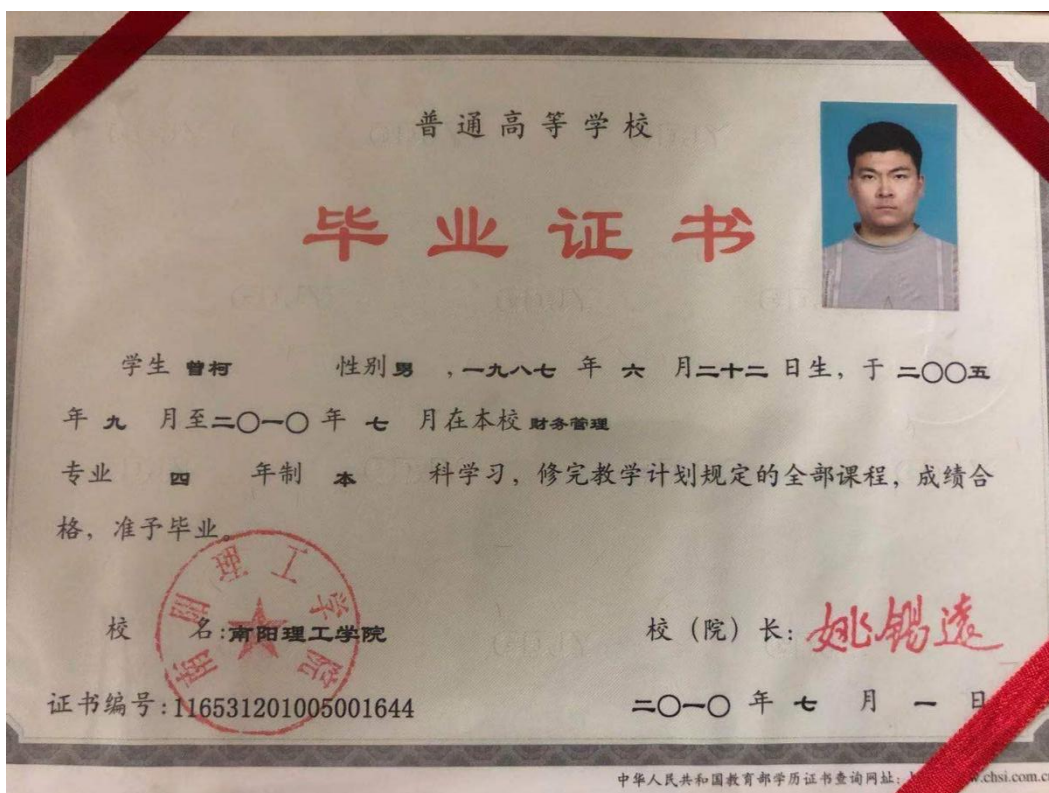 普通高等学校
毕业证书
学生 曾柯 性别 男 ,一九八七 年 六 月二十二 日生，于 二〇〇五
年 九 月至二〇一〇 年 七 月在本校 财务管理
专业 四 年制 本 科学习，修完教学计划规定的全部课程，成绩合
格，准予毕业。
南阳理工学院
校 名:南阳理工学院 校（院）长: 姚锡远
证书编号:116531201005001644 二〇一〇 年 七 月 一 日
中华人民共和国教育部学历证书查询网址: